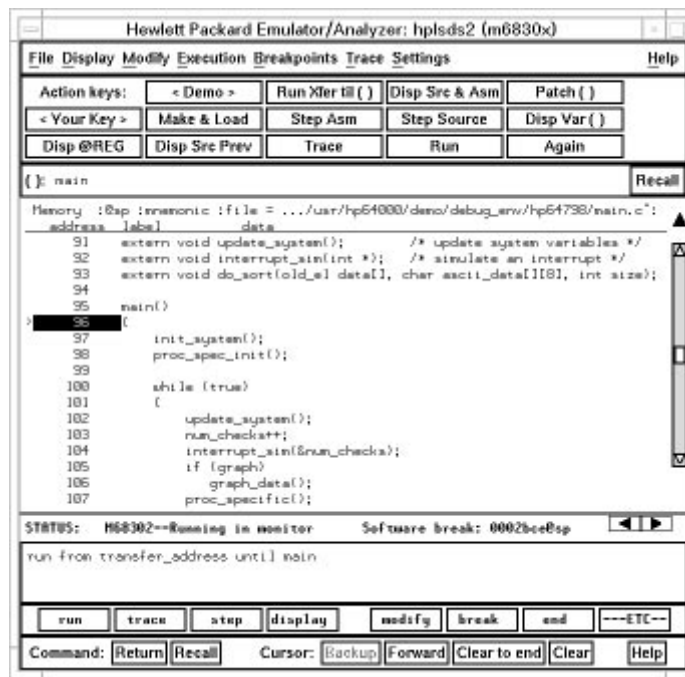 Hewlett Packard Emulator/Analyzer: hplsds2 (m6830x)
File Display Modify Execution Breakpoints Trace Settings Help
Action keys: < Demo > Run Xfer til ( ) Disp Src & Asm Patch ( )
< Your Key > Make & Load Step Asm Step Source Disp Var ( )
Disp @REG Disp Src Prev Trace Run Again
( ): main Recall
Memory :@sp :mnemonic :file = .../usr/hp64000/demo/debug_env/hp64798/main.c":
address label data
91 extern void update_system(); /* update system variables */
92 extern void interrupt_sim(int *); /* simulate an interrupt */
93 extern void do_sort(old_el data[], char ascii_data[][8], int size);
94
95 main()
> 96 {
97 init_system();
98 proc_spec_init();
99
100 while (true)
101 {
102 update_system();
103 num_checks++;
104 interrupt_sim(&num_checks);
105 if (graph)
106 graph_data();
107 proc_specific();
STATUS: M68302--Running in monitor Software break: 0002bce@sp
run from transfer_address until main
run trace step display modify break end ---ETC--
Command: Return Recall Cursor: Backup Forward Clear to end Clear Help